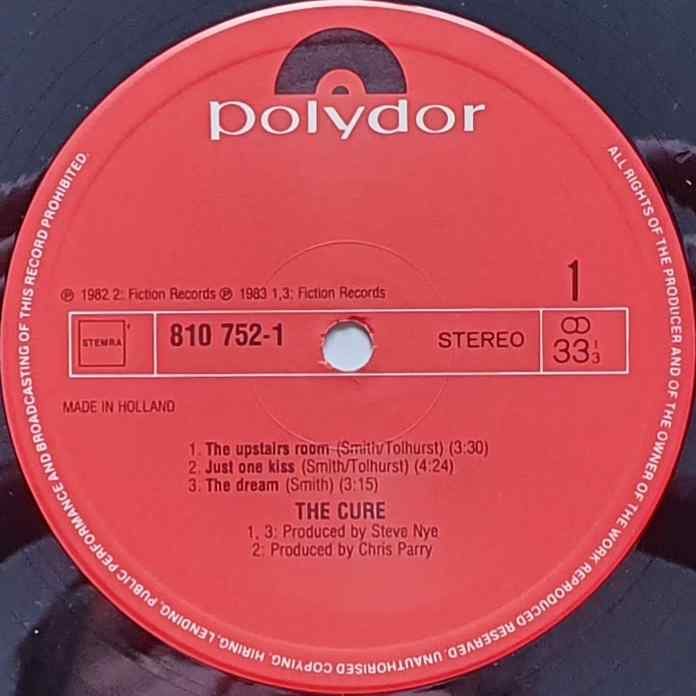 polydor
ALL RIGHTS OF THE PRODUCER AND OF THE OWNER OF THE WORK REPRODUCED RESERVED. UNAUTHORISED COPYING, HIRING, LENDING, PUBLIC PERFORMANCE AND BROADCASTING OF THIS RECORD PROHIBITED.
1
℗ 1982 2: Fiction Records ℗ 1983 1,3: Fiction Records
STEMRA 810 752-1 STEREO 33 1/3
MADE IN HOLLAND
1. The upstairs room (Smith/Tolhurst) (3:30)
2. Just one kiss (Smith/Tolhurst) (4:24)
3. The dream (Smith) (3:15)
THE CURE
1, 3: Produced by Steve Nye
2: Produced by Chris Parry